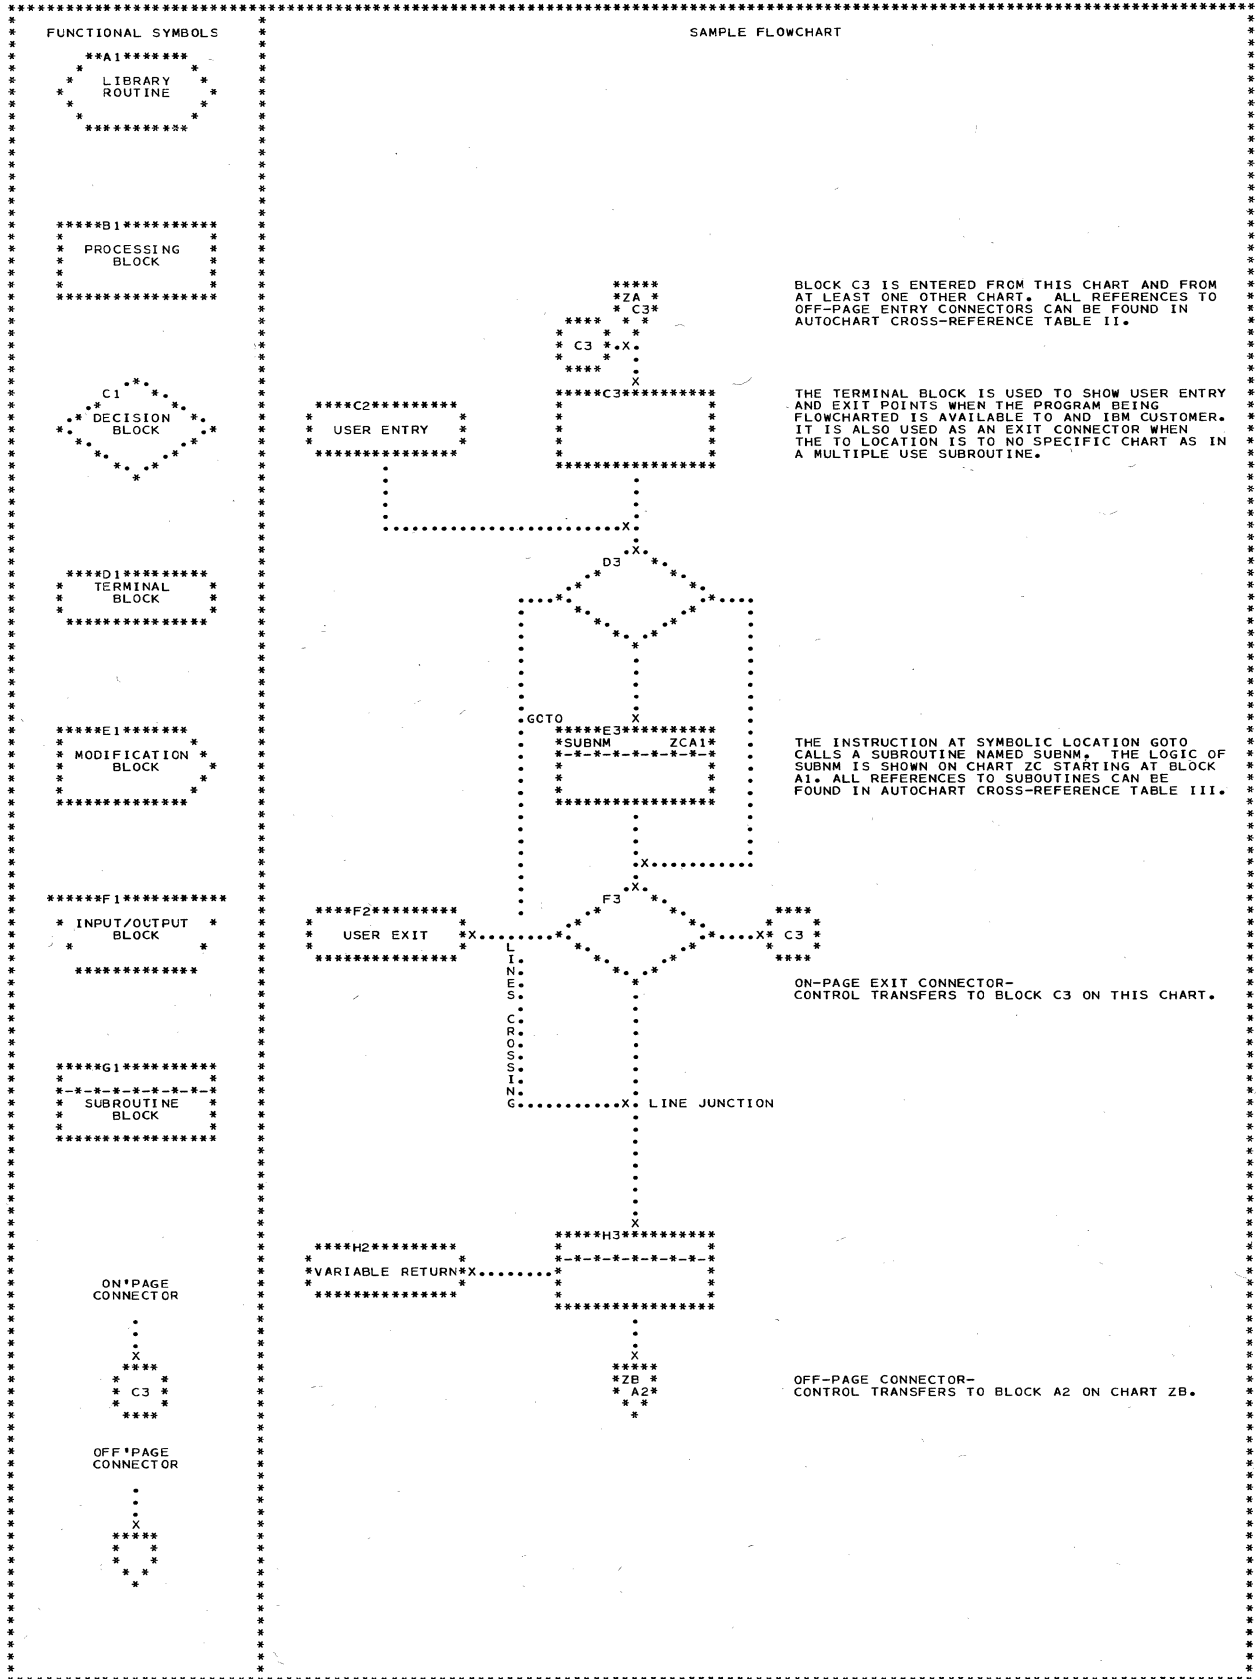 FUNCTIONAL SYMBOLS
A1
LIBRARY
ROUTINE
B1
PROCESSING
BLOCK
C1
DECISION
BLOCK
D1
TERMINAL
BLOCK
E1
MODIFICATION
BLOCK
F1
INPUT/OUTPUT
BLOCK
G1
SUBROUTINE
BLOCK
ON'PAGE
CONNECTOR
X
C3
OFF'PAGE
CONNECTOR
X
SAMPLE FLOWCHART
ZA
C3
C3 X
X
BLOCK C3 IS ENTERED FROM THIS CHART AND FROM
AT LEAST ONE OTHER CHART. ALL REFERENCES TO
OFF-PAGE ENTRY CONNECTORS CAN BE FOUND IN
AUTOCHART CROSS-REFERENCE TABLE II.
C2
USER ENTRY
C3
THE TERMINAL BLOCK IS USED TO SHOW USER ENTRY
AND EXIT POINTS WHEN THE PROGRAM BEING
FLOWCHARTED IS AVAILABLE TO AND IBM CUSTOMER.
IT IS ALSO USED AS AN EXIT CONNECTOR WHEN
THE TO LOCATION IS TO NO SPECIFIC CHART AS IN
A MULTIPLE USE SUBROUTINE.
X
X
D3
GCTO
X
E3
SUBNM ZCA1
THE INSTRUCTION AT SYMBOLIC LOCATION GOTO
CALLS A SUBROUTINE NAMED SUBNM. THE LOGIC OF
SUBNM IS SHOWN ON CHART ZC STARTING AT BLOCK
A1. ALL REFERENCES TO SUBOUTINES CAN BE
FOUND IN AUTOCHART CROSS-REFERENCE TABLE III.
X
X
F2
USER EXIT X
F3
X C3
LINES CROSSING
ON-PAGE EXIT CONNECTOR-
CONTROL TRANSFERS TO BLOCK C3 ON THIS CHART.
X LINE JUNCTION
X
H2
VARIABLE RETURN X
H3
X
ZB
A2
OFF-PAGE CONNECTOR-
CONTROL TRANSFERS TO BLOCK A2 ON CHART ZB.